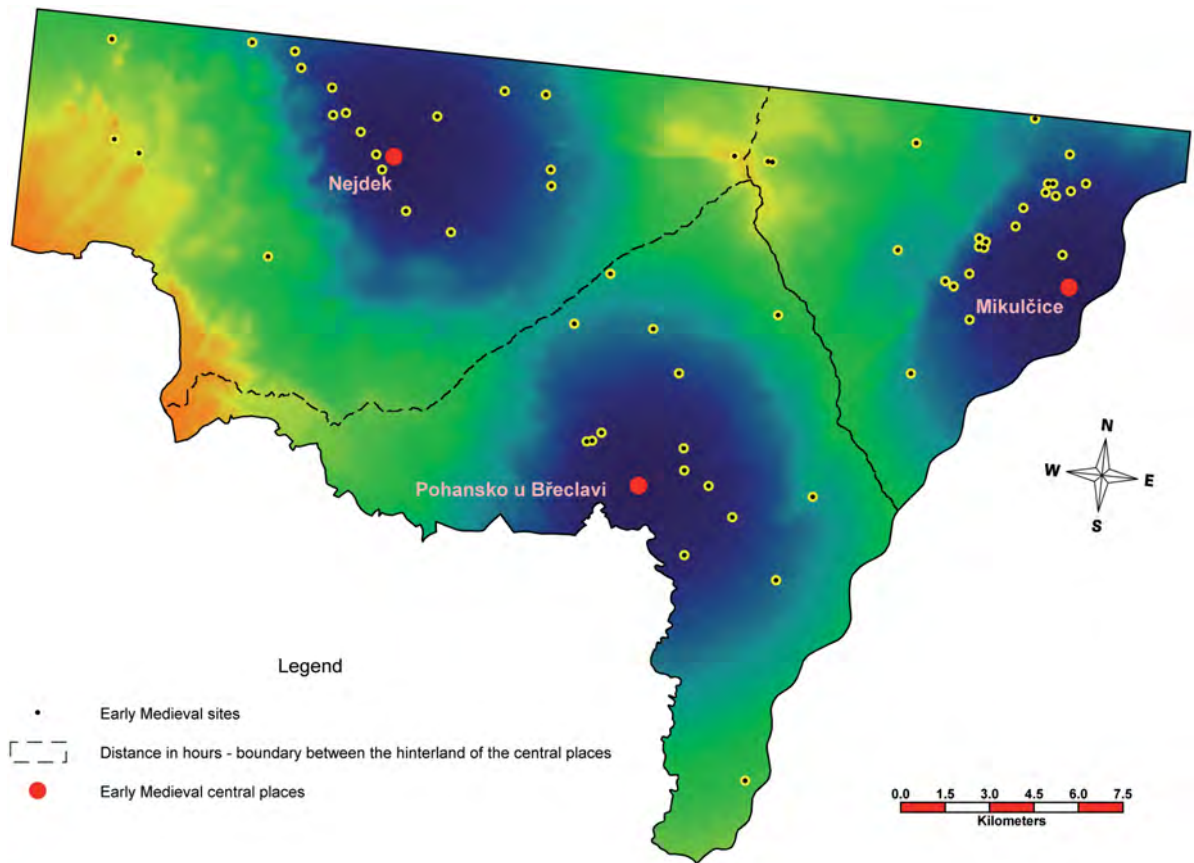 Nejdek
Mikulčice
Pohansko u Břeclavi
N
W
E
S
Legend
Early Medieval sites
Distance in hours - boundary between the hinterland of the central places
Early Medieval central places
0.0 1.5 3.0 4.5 6.0 7.5
Kilometers